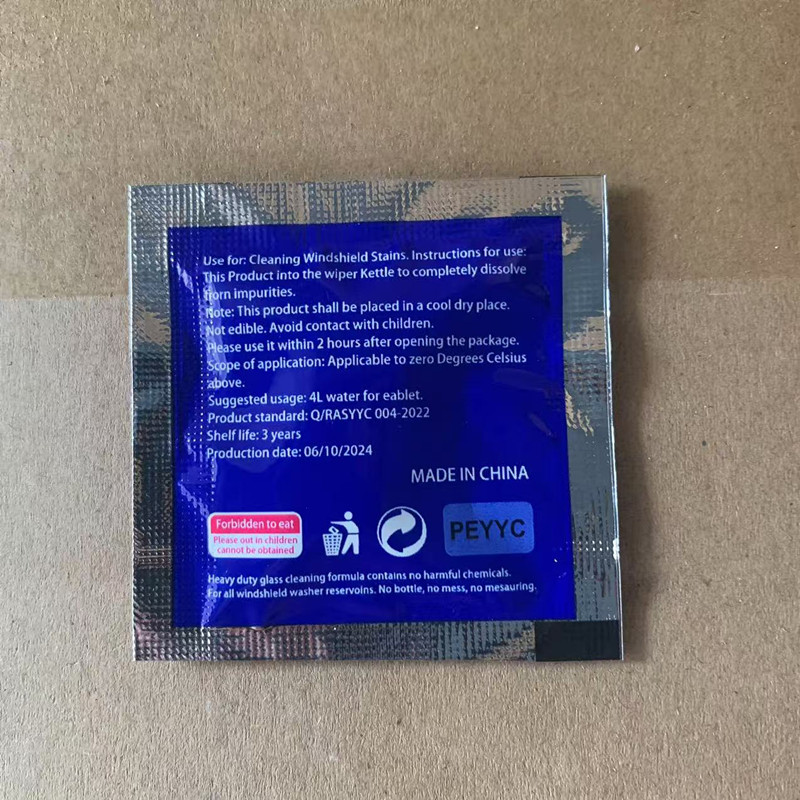 Use for: Cleaning Windshield Stains. Instructions for use:
This Product into the wiper Kettle to completely dissolve
from impurities.
Note: This product shall be placed in a cool dry place.
Not edible. Avoid contact with children.
Please use it within 2 hours after opening the package.
Scope of application: Applicable to zero Degrees Celsius
above.
Suggested usage: 4L water for eablet.
Product standard: Q/RASYYC 004-2022
Shelf life: 3 years
Production date: 06/10/2024
MADE IN CHINA
Forbidden to eat
Please out in children
cannot be obtained
PEYYC
Heavy duty glass cleaning formula contains no harmful chemicals.
For all windshield washer reservoins. No bottle, no mess, no mesauring.